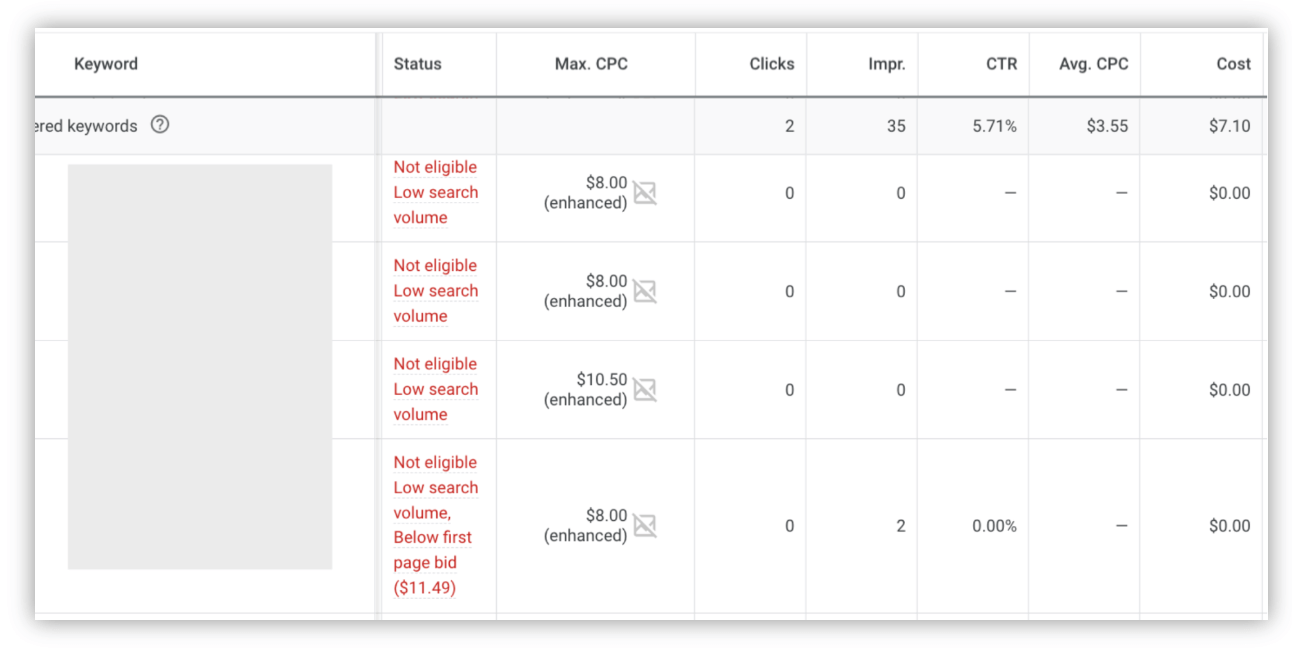 Keyword Status Max. CPC Clicks Impr. CTR Avg. CPC Cost
ered keywords 2 35 5.71% $3.55 $7.10
Not eligible
Low search
volume
$8.00
(enhanced)
0 0 — — $0.00
Not eligible
Low search
volume
$8.00
(enhanced)
0 0 — — $0.00
Not eligible
Low search
volume
$10.50
(enhanced)
0 0 — — $0.00
Not eligible
Low search
volume,
Below first
page bid
($11.49)
$8.00
(enhanced)
0 2 0.00% — $0.00